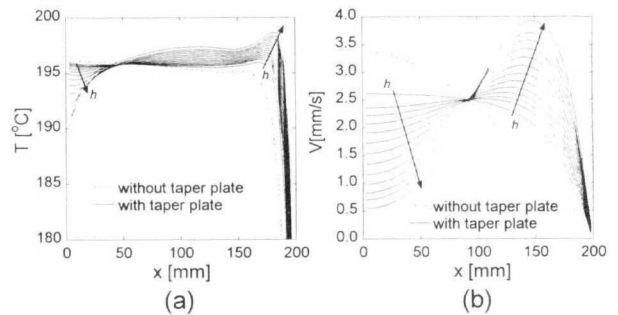 200
195
190
185
180
T [°C]
h
h
without taper plate
with taper plate
0
50
100
150
200
x [mm]
(a)
4.0
3.5
3.0
2.5
2.0
1.5
1.0
0.5
0.0
V[mm/s]
h
h
without taper plate
with taper plate
0
50
100
150
200
x [mm]
(b)